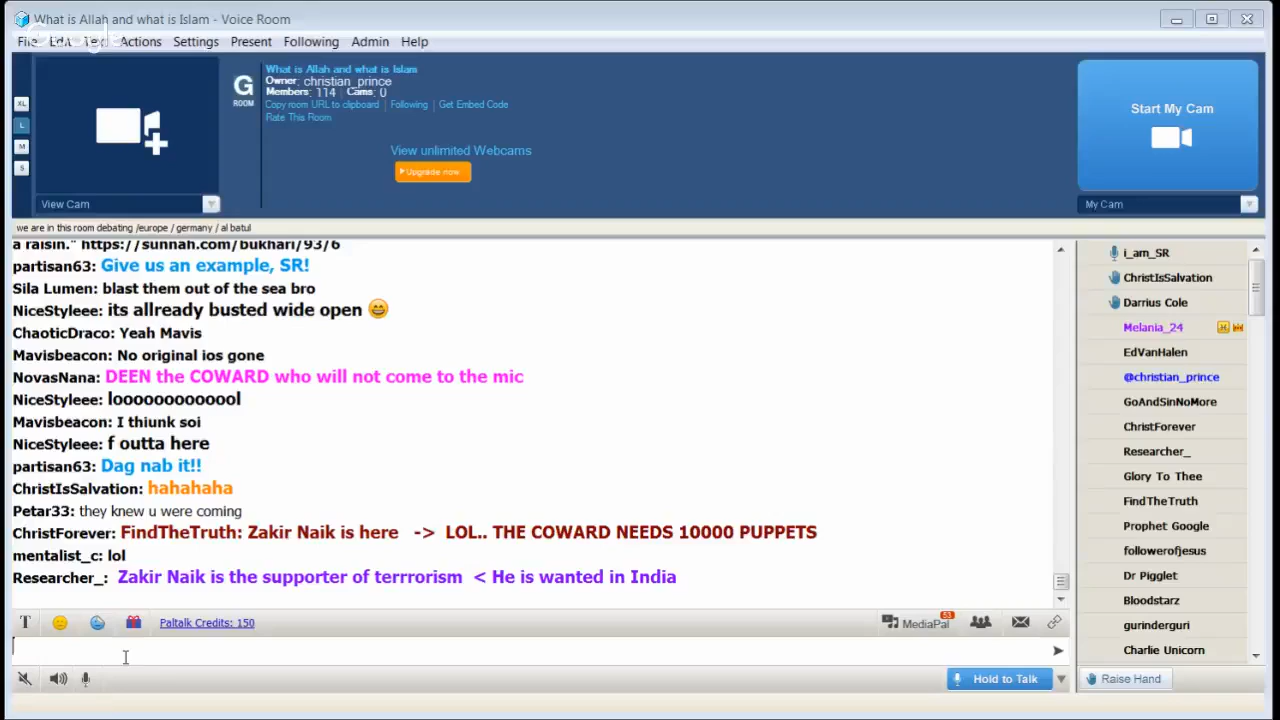 What is Allah and what is Islam - Voice Room
File Edit Text Actions Settings Present Following Admin Help
@Google
XL
L
M
S
G
ROOM
What is Allah and what is Islam
Owner: christian_prince
Members: 114 Cams: 0
Copy room URL to clipboard | Following | Get Embed Code
Rate This Room
View unlimited Webcams
Upgrade now
Start My Cam
View Cam
My Cam
we are in this room debating /europe / germany / al batul
a raisin." https://sunnah.com/bukhari/93/6
partisan63: Give us an example, SR!
Sila Lumen: blast them out of the sea bro
NiceStyleee: its allready busted wide open 😄
ChaoticDraco: Yeah Mavis
Mavisbeacon: No original ios gone
NovasNana: DEEN the COWARD who will not come to the mic
NiceStyleee: looooooooooool
Mavisbeacon: I thiunk soi
NiceStyleee: f outta here
partisan63: Dag nab it!!
ChristIsSalvation: hahahaha
Petar33: they knew u were coming
ChristForever: FindTheTruth: Zakir Naik is here -> LOL.. THE COWARD NEEDS 10000 PUPPETS
mentalist_c: lol
Researcher_: Zakir Naik is the supporter of terrrorism < He is wanted in India
i_am_SR
ChristIsSalvation
Darrius Cole
Melania_24
EdVanHalen
@christian_prince
GoAndSinNoMore
ChristForever
Researcher_
Glory To Thee
FindTheTruth
Prophet Google
followerofjesus
Dr Pigglet
Bloodstarz
gurinderguri
Charlie Unicorn
T
Paltalk Credits: 150
MediaPal
53
Hold to Talk
Raise Hand